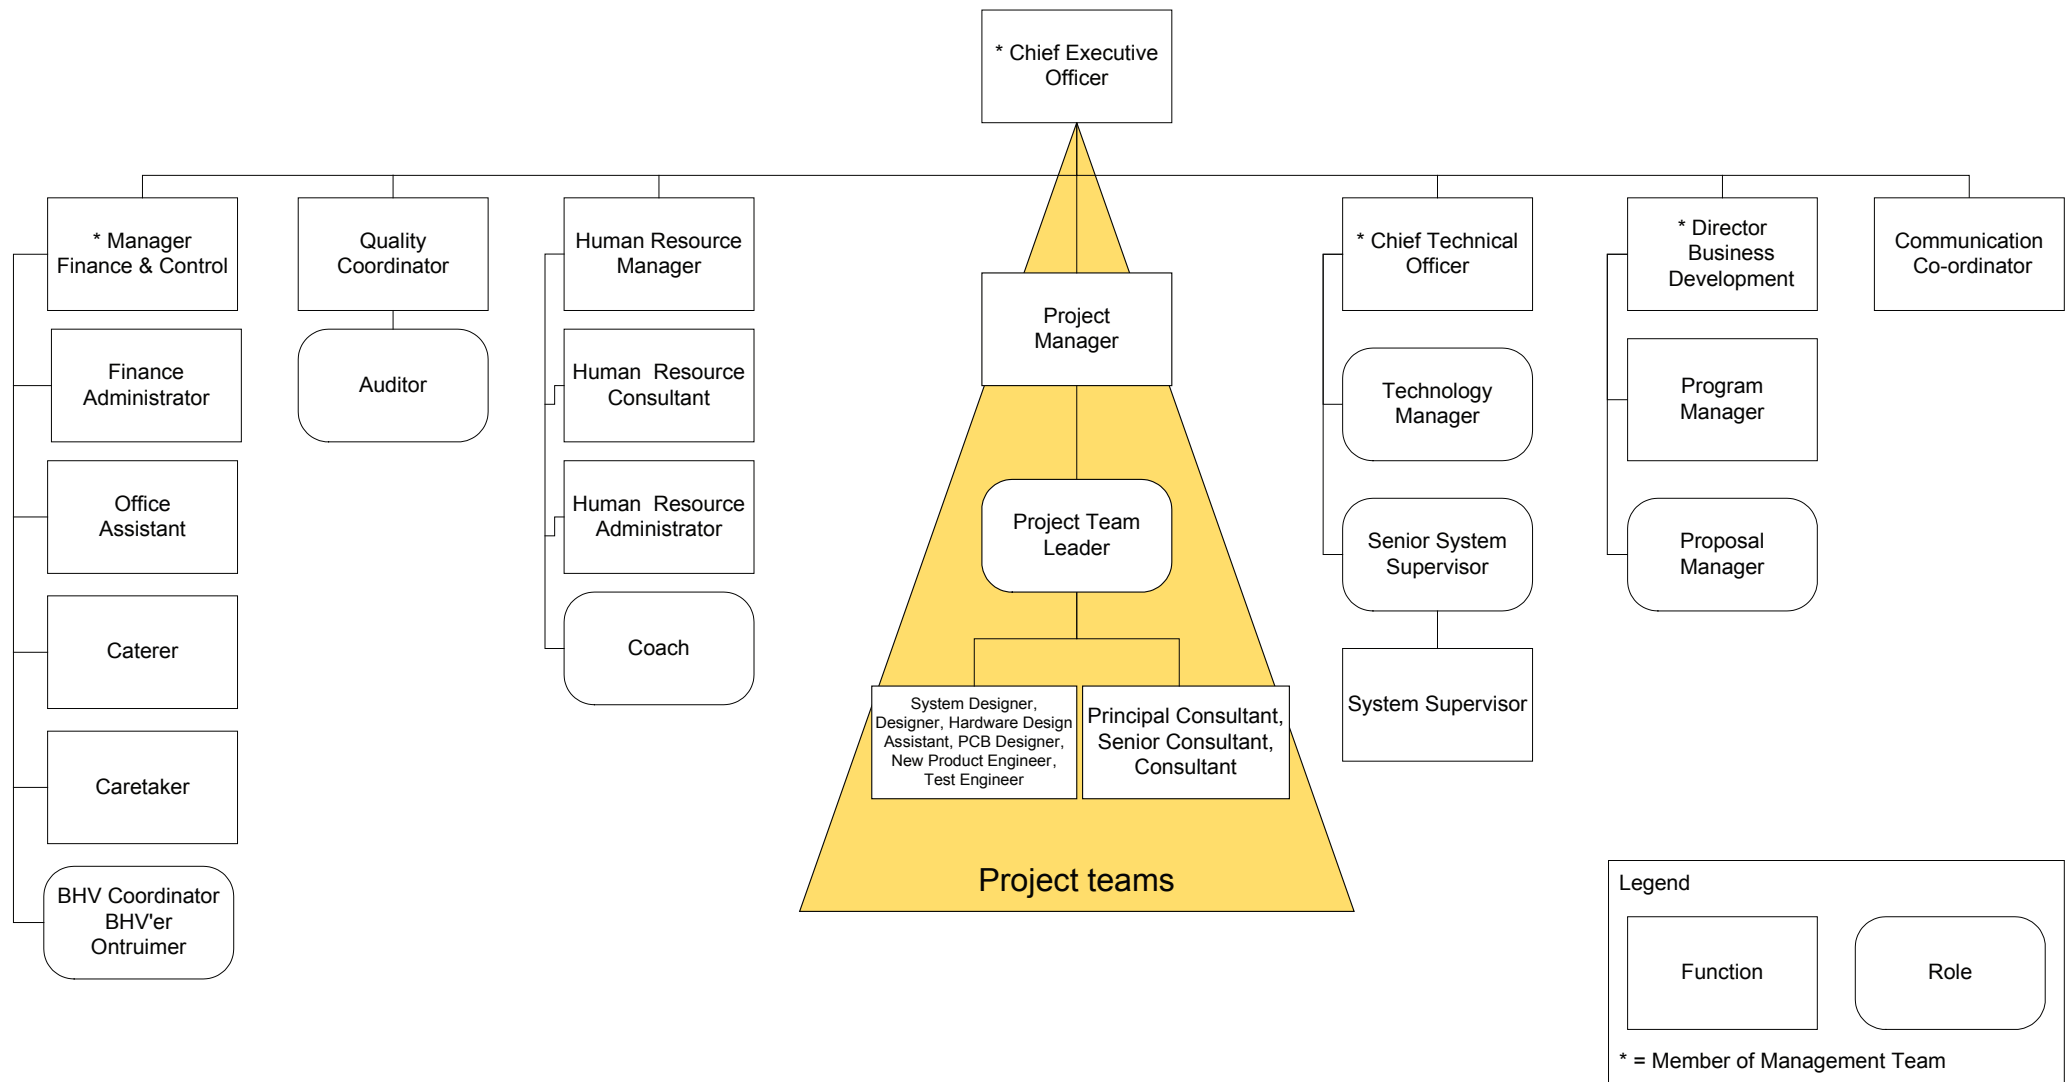 * Chief Executive
Officer
* Manager
Finance & Control
Quality
Coordinator
Human Resource
Manager
Project
Manager
* Chief Technical
Officer
* Director
Business
Development
Communication
Co-ordinator
Finance
Administrator
Auditor
Human  Resource
Consultant
Technology
Manager
Program
Manager
Office
Assistant
Human  Resource
Administrator
Project Team
Leader
Senior System
Supervisor
Proposal
Manager
Caterer
Coach
System Designer,
Designer, Hardware Design
Assistant, PCB Designer,
New Product Engineer,
Test Engineer
Principal Consultant,
Senior Consultant,
Consultant
System Supervisor
Caretaker
BHV Coordinator
BHV'er
Ontruimer
Project teams
Legend
Function
Role
* = Member of Management Team